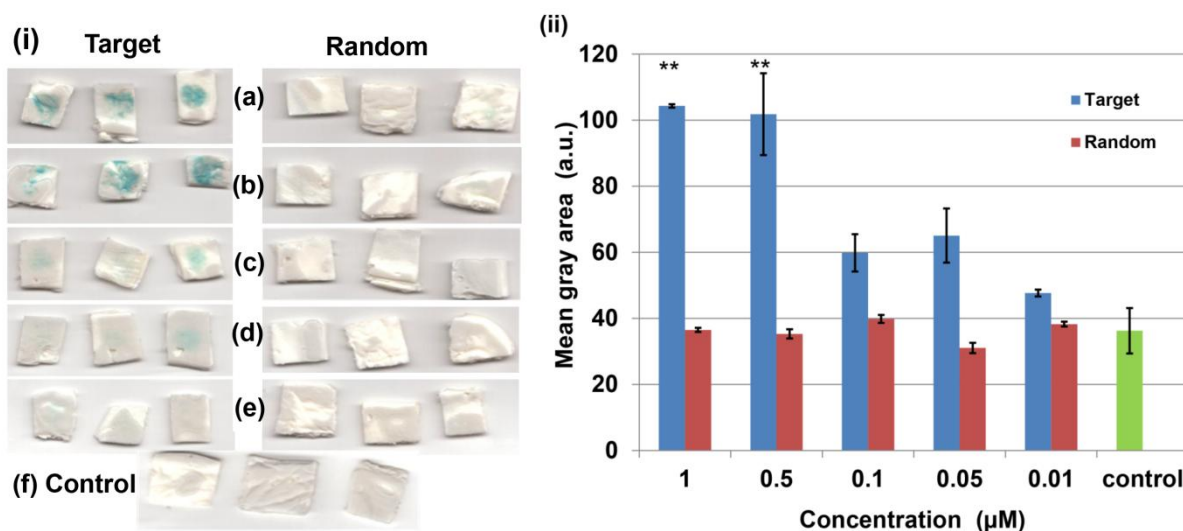 (i)
Target
Random
(a)
(b)
(c)
(d)
(e)
(f) Control
(ii)
Mean gray area (a.u.)
120
100
80
60
40
20
0
**
**
Target
Random
1
0.5
0.1
0.05
0.01
control
Concentration (µM)